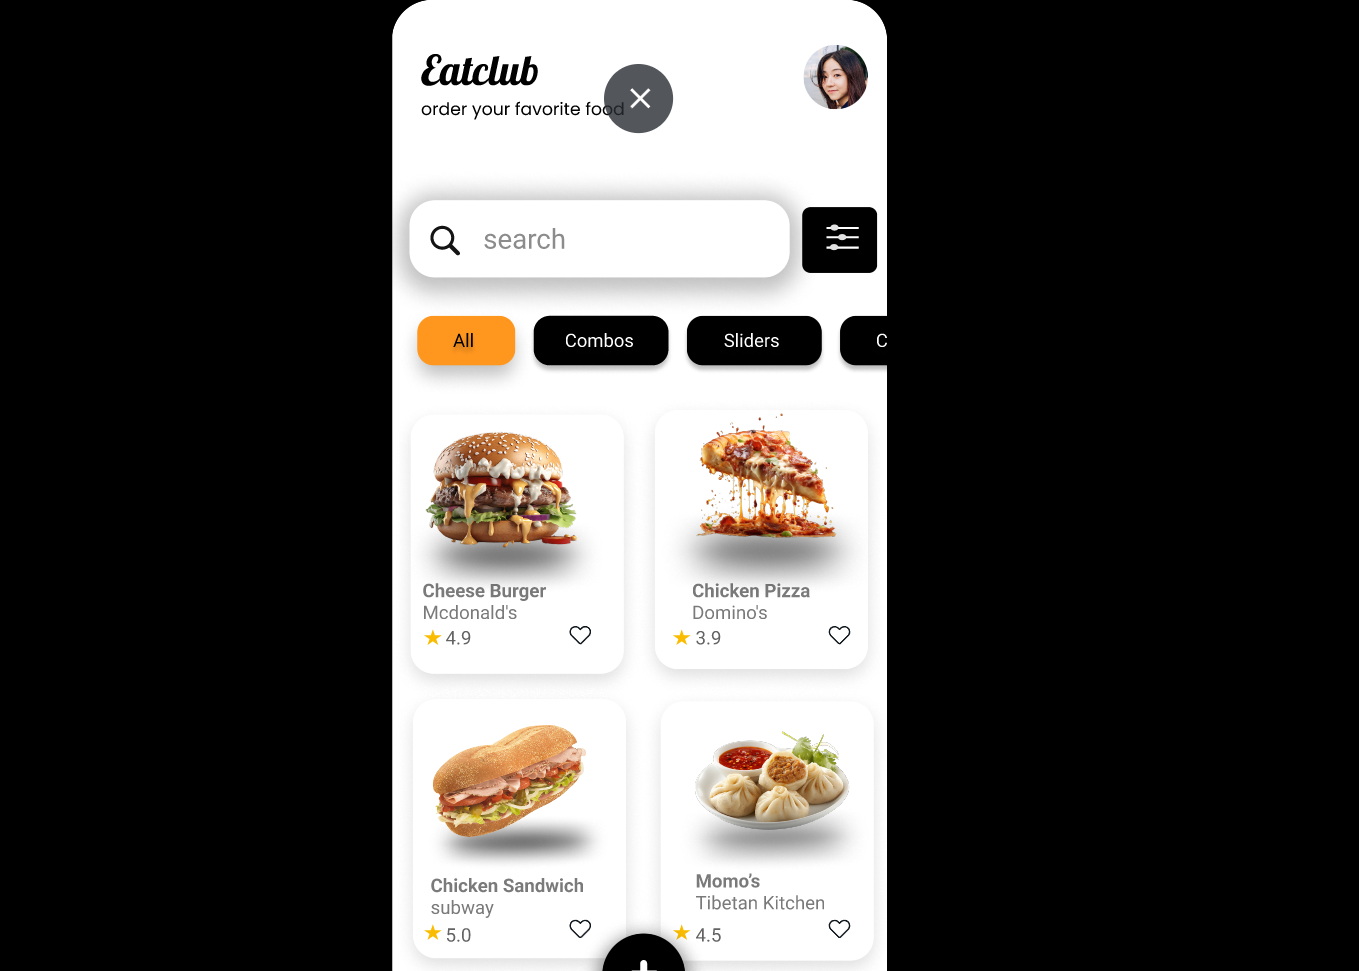 Eatclub
order your favorite food
search
All
Combos
Sliders
C
Cheese Burger
Mcdonald's
4.9
Chicken Pizza
Domino's
3.9
Chicken Sandwich
subway
5.0
Momo’s
Tibetan Kitchen
4.5